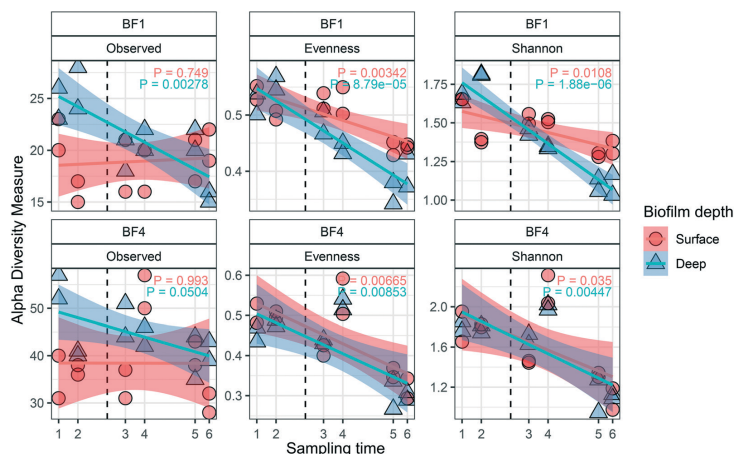 BF1 BF1 BF1
Observed Evenness Shannon
P = 0.749 P = 0.00342 P = 0.0108
P = 0.00278 P = 8.79e−05 P = 1.88e−06
25 20 15
0.5 0.4
1.75 1.50 1.25 1.00
Alpha Diversity Measure
BF4 BF4 BF4
Observed Evenness Shannon
P = 0.993 P = 0.00665 P = 0.035
P = 0.0504 P = 0.00853 P = 0.00447
50 40 30
0.6 0.5 0.4 0.3
2.0 1.6 1.2
1 2 3 4 5 6 1 2 3 4 5 6 1 2 3 4 5 6
Sampling time
Biofilm depth
Surface
Deep